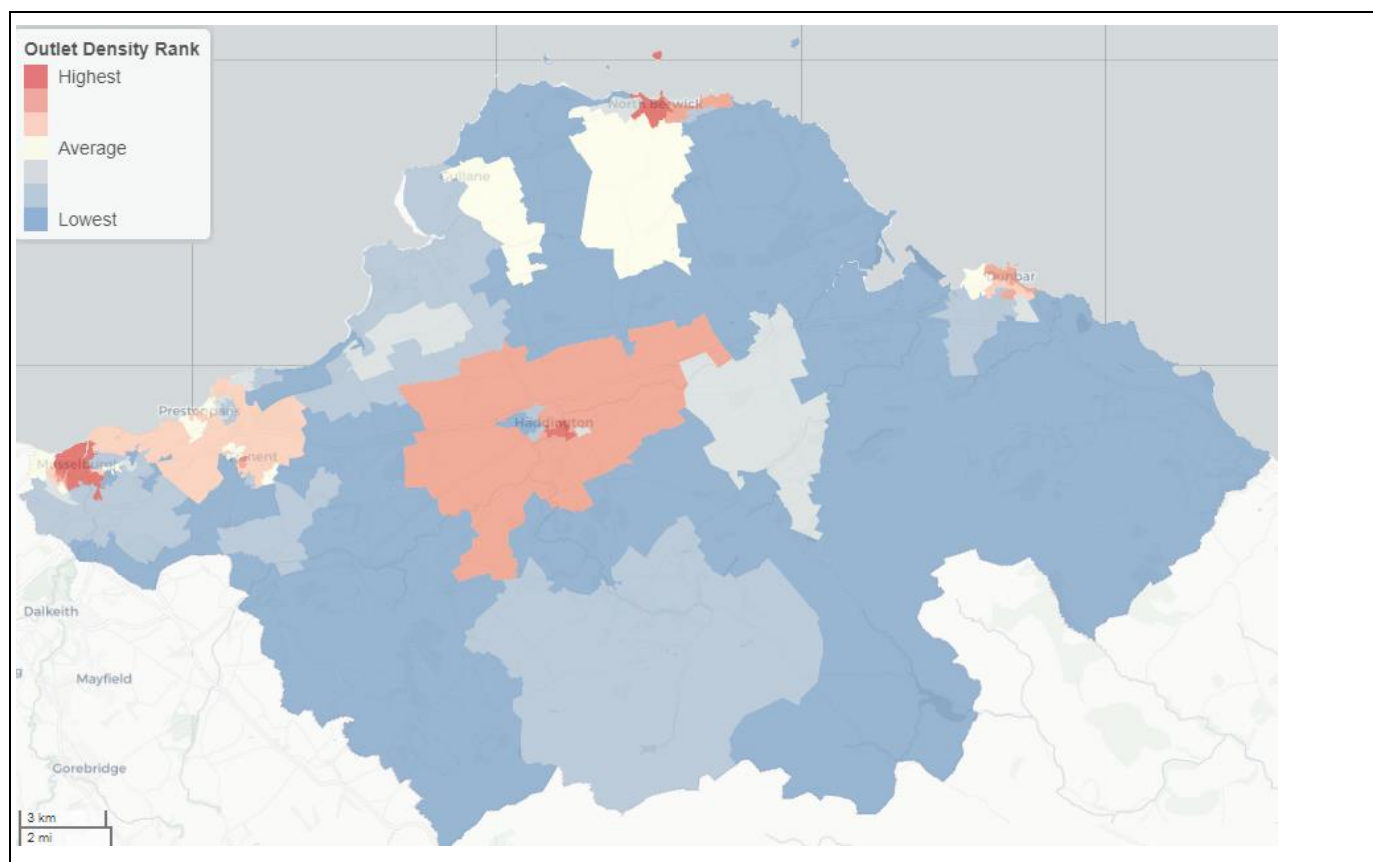 Outlet Density Rank
Highest
Average
Lowest
North Berwick
Gullane
Dunbar
Prestonpans
Haddington
Musselburgh
Tranent
Dalkeith
Mayfield
Gorebridge
3 km
2 mi